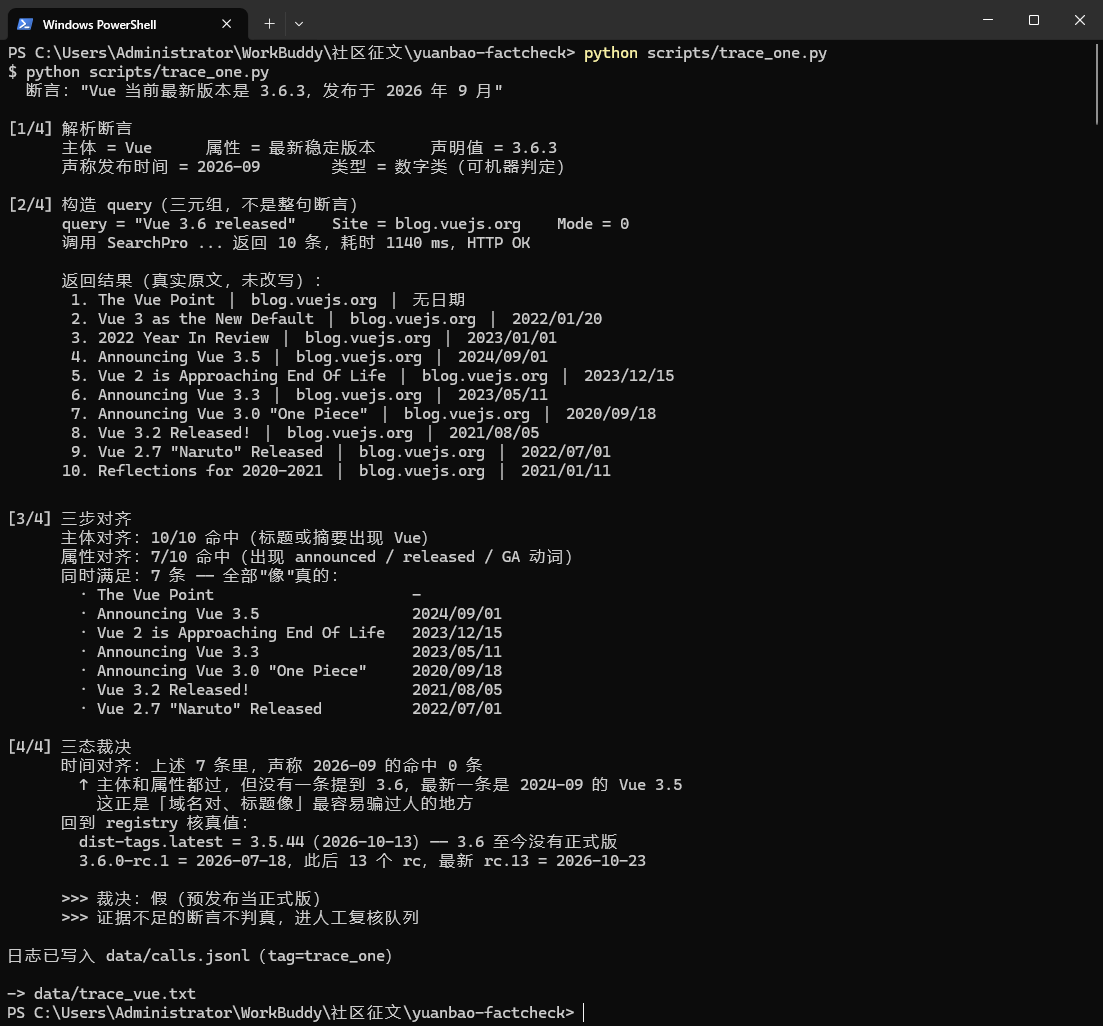 Windows PowerShell
PS C:\Users\Administrator\WorkBuddy\社区征文\yuanbao-factcheck> python scripts/trace_one.py
$ python scripts/trace_one.py
断言："Vue 当前最新版本是 3.6.3，发布于 2026 年 9 月"
[1/4] 解析断言
主体 = Vue 属性 = 最新稳定版本 声明值 = 3.6.3
声称发布时间 = 2026-09 类型 = 数字类（可机器判定）
[2/4] 构造 query（三元组，不是整句断言）
query = "Vue 3.6 released" Site = blog.vuejs.org Mode = 0
调用 SearchPro ... 返回 10 条，耗时 1140 ms，HTTP OK
返回结果（真实原文，未改写）：
1. The Vue Point | blog.vuejs.org | 无日期
2. Vue 3 as the New Default | blog.vuejs.org | 2022/01/20
3. 2022 Year In Review | blog.vuejs.org | 2023/01/01
4. Announcing Vue 3.5 | blog.vuejs.org | 2024/09/01
5. Vue 2 is Approaching End Of Life | blog.vuejs.org | 2023/12/15
6. Announcing Vue 3.3 | blog.vuejs.org | 2023/05/11
7. Announcing Vue 3.0 "One Piece" | blog.vuejs.org | 2020/09/18
8. Vue 3.2 Released! | blog.vuejs.org | 2021/08/05
9. Vue 2.7 "Naruto" Released | blog.vuejs.org | 2022/07/01
10. Reflections for 2020-2021 | blog.vuejs.org | 2021/01/11
[3/4] 三步对齐
主体对齐：10/10 命中（标题或摘要出现 Vue）
属性对齐：7/10 命中（出现 announced / released / GA 动词）
同时满足：7 条 —— 全部"像"真的：
· The Vue Point –
· Announcing Vue 3.5 2024/09/01
· Vue 2 is Approaching End Of Life 2023/12/15
· Announcing Vue 3.3 2023/05/11
· Announcing Vue 3.0 "One Piece" 2020/09/18
· Vue 3.2 Released! 2021/08/05
· Vue 2.7 "Naruto" Released 2022/07/01
[4/4] 三态裁决
时间对齐：上述 7 条里，声称 2026-09 的命中 0 条
↑ 主体和属性都过，但没有一条提到 3.6，最新一条是 2024-09 的 Vue 3.5
这正是「域名对、标题像」最容易骗过人的地方
回到 registry 核真值：
dist-tags.latest = 3.5.44（2026-10-13）—— 3.6 至今没有正式版
3.6.0-rc.1 = 2026-07-18，此后 13 个 rc，最新 rc.13 = 2026-10-23
>>> 裁决：假（预发布当正式版）
>>> 证据不足的断言不判真，进人工复核队列
日志已写入 data/calls.jsonl（tag=trace_one）
-> data/trace_vue.txt
PS C:\Users\Administrator\WorkBuddy\社区征文\yuanbao-factcheck>